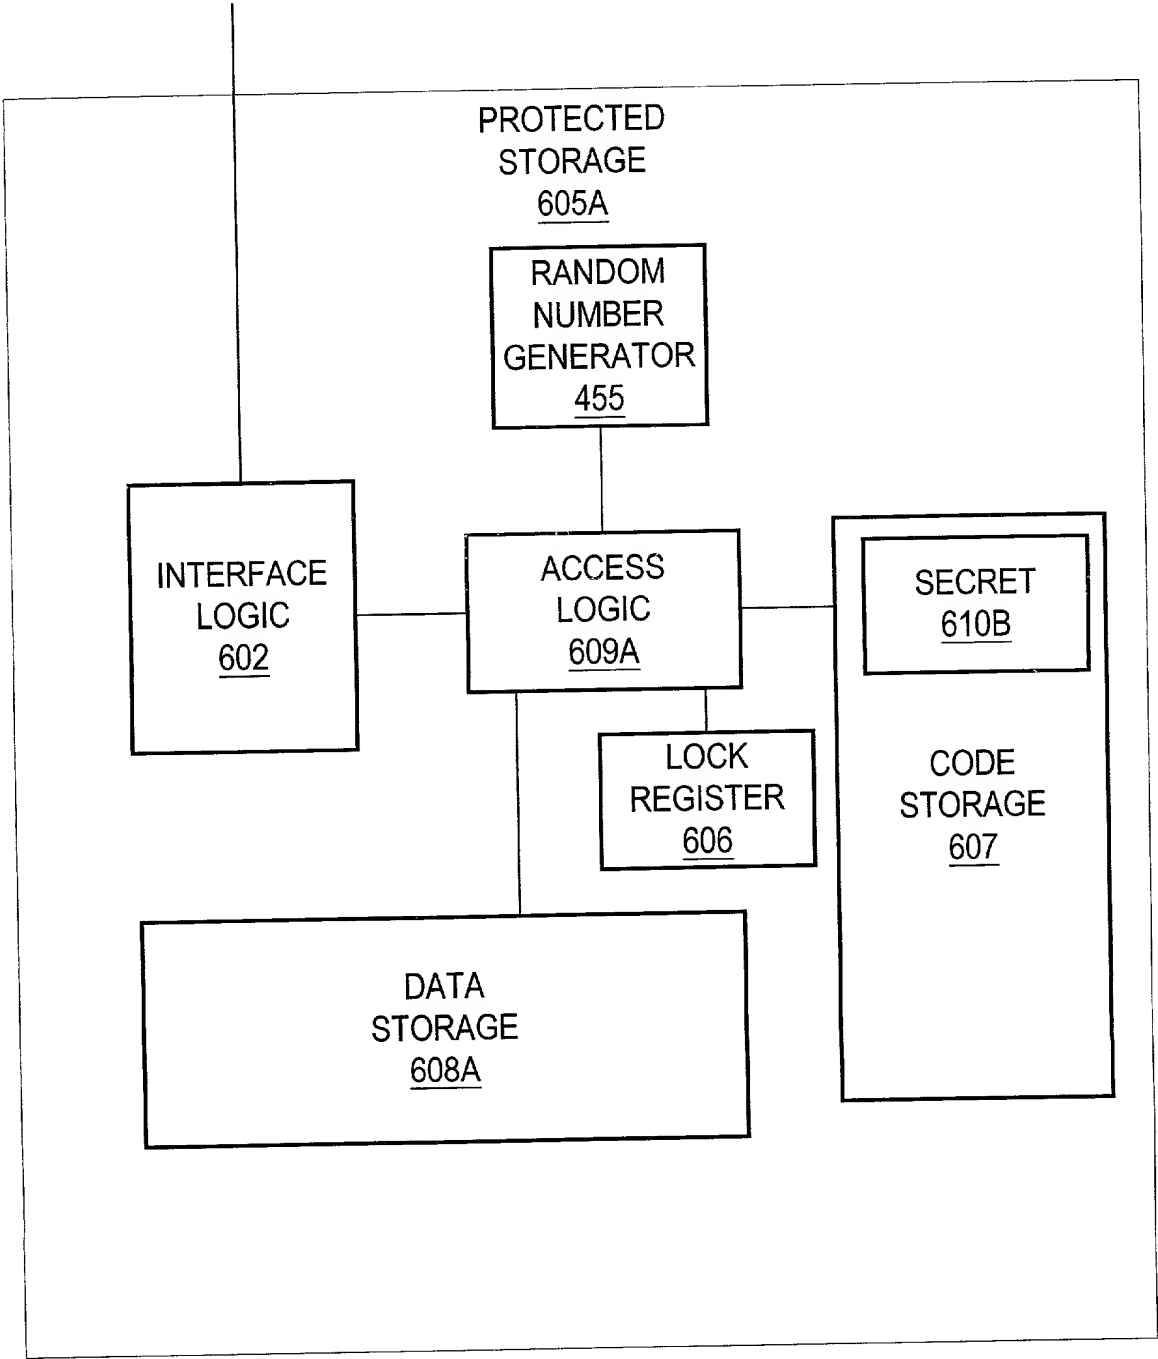 PROTECTED
STORAGE
605A
RANDOM
NUMBER
GENERATOR
455
INTERFACE
LOGIC
602
ACCESS
LOGIC
609A
SECRET
610B
LOCK
REGISTER
606
CODE
STORAGE
607
DATA
STORAGE
608A